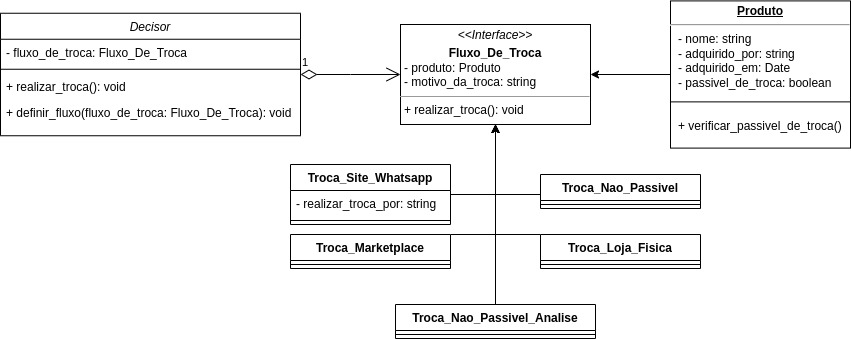 Decisor
- fluxo_de_troca: Fluxo_De_Troca
+ realizar_troca(): void
+ definir_fluxo(fluxo_de_troca: Fluxo_De_Troca): void
1
<<Interface>>
Fluxo_De_Troca
- produto: Produto
- motivo_da_troca: string
+ realizar_troca(): void
Produto
- nome: string
- adquirido_por: string
- adquirido_em: Date
- passivel_de_troca: boolean
+ verificar_passivel_de_troca()
Troca_Site_Whatsapp
- realizar_troca_por: string
Troca_Nao_Passivel
Troca_Marketplace
Troca_Loja_Fisica
Troca_Nao_Passivel_Analise